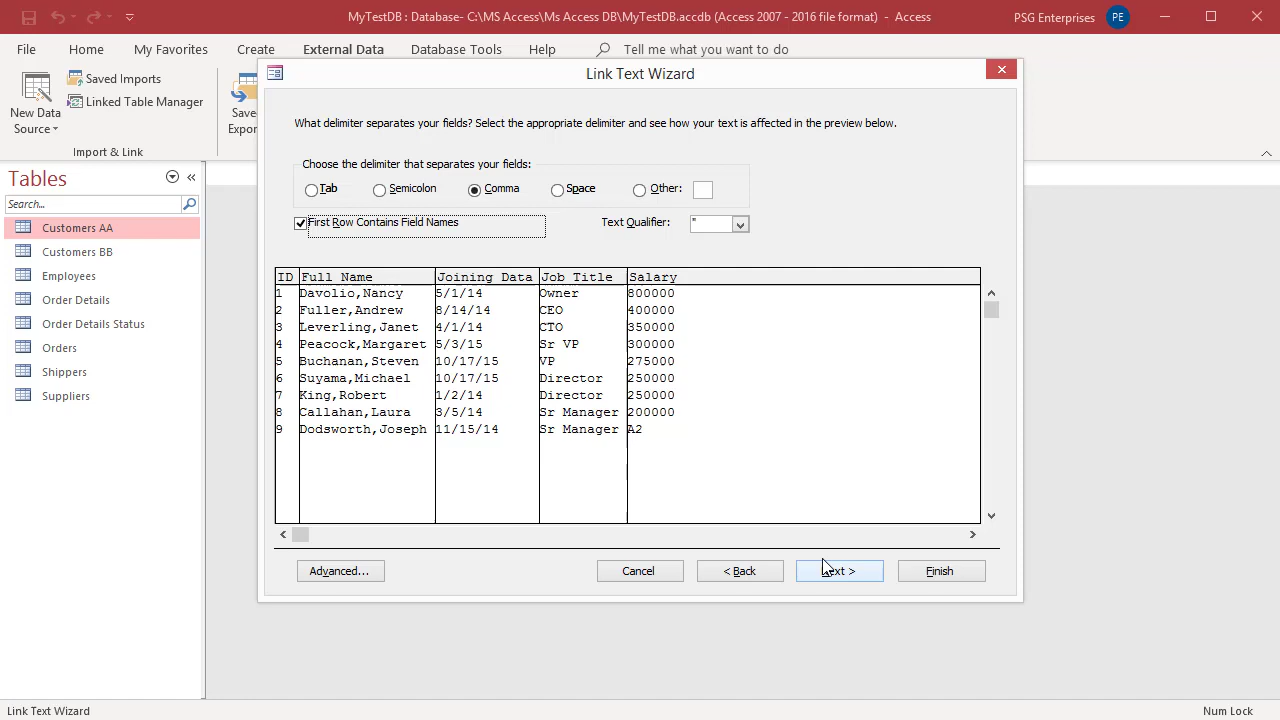 MyTestDB : Database- C:\MS Access\Ms Access DB\MyTestDB.accdb (Access 2007 - 2016 file format) - Access
PSG Enterprises PE
File Home My Favorites Create External Data Database Tools Help Tell me what you want to do
New Data Source
Saved Imports
Linked Table Manager
Import & Link
Tables
Search...
Customers AA
Customers BB
Employees
Order Details
Order Details Status
Orders
Shippers
Suppliers
Link Text Wizard
What delimiter separates your fields? Select the appropriate delimiter and see how your text is affected in the preview below.
Choose the delimiter that separates your fields:
Tab Semicolon Comma Space Other:
First Row Contains Field Names Text Qualifier: "
ID Full Name Joining Data Job Title Salary
1 Davolio,Nancy 5/1/14 Owner 800000
2 Fuller,Andrew 8/14/14 CEO 400000
3 Leverling,Janet 4/1/14 CTO 350000
4 Peacock,Margaret 5/3/15 Sr VP 300000
5 Buchanan,Steven 10/17/15 VP 275000
6 Suyama,Michael 10/17/15 Director 250000
7 King,Robert 1/2/14 Director 250000
8 Callahan,Laura 3/5/14 Sr Manager 200000
9 Dodsworth,Joseph 11/15/14 Sr Manager A2
Advanced... Cancel < Back Finish
Link Text Wizard Num Lock